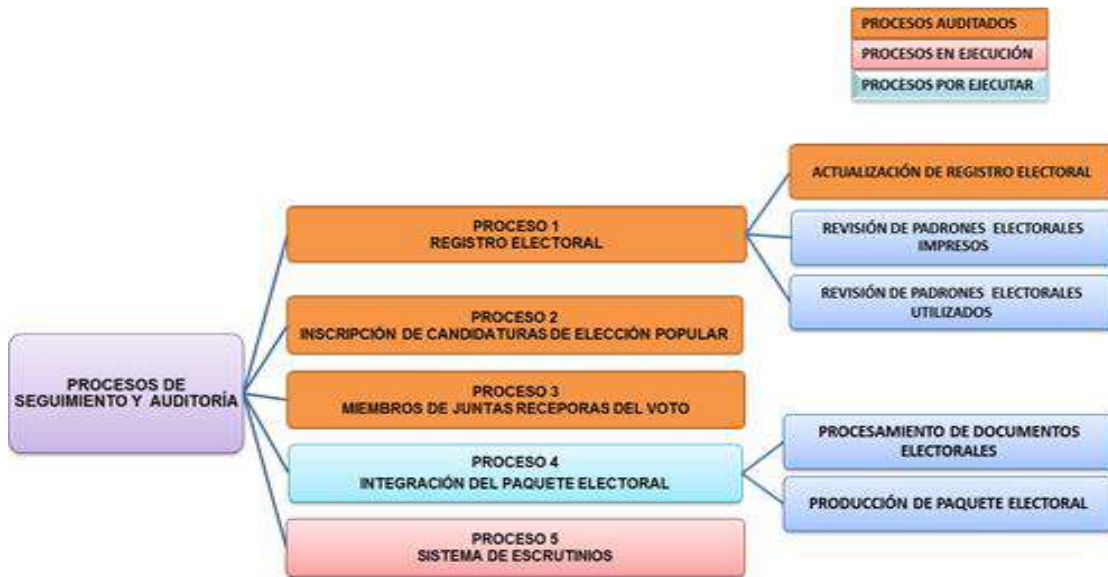 PROCESOS AUDITADOS
PROCESOS EN EJECUCIÓN
PROCESOS POR EJECUTAR
PROCESOS DE
SEGUIMIENTO Y AUDITORÍA
PROCESO 1
REGISTRO ELECTORAL
ACTUALIZACIÓN DE REGISTRO ELECTORAL
REVISIÓN DE PADRONES ELECTORALES
IMPRESOS
REVISIÓN DE PADRONES ELECTORALES
UTILIZADOS
PROCESO 2
INSCRIPCIÓN DE CANDIDATURAS DE ELECCIÓN POPULAR
PROCESO 3
MIEMBROS DE JUNTAS RECEPORAS DEL VOTO
PROCESO 4
INTEGRACIÓN DEL PAQUETE ELECTORAL
PROCESAMIENTO DE DOCUMENTOS
ELECTORALES
PRODUCCIÓN DE PAQUETE ELECTORAL
PROCESO 5
SISTEMA DE ESCRUTINIOS